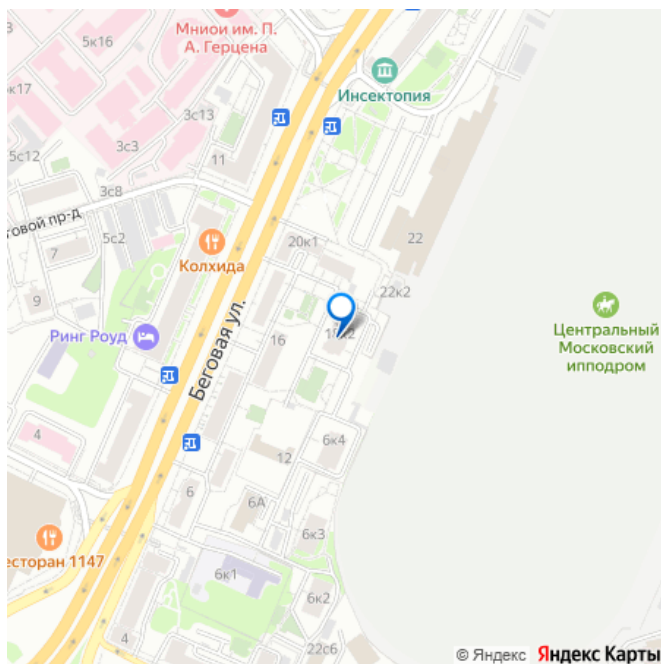 Мниои им. П.
А. Герцена
5к16
Инсектопия
3с13
5с12
3с3
11
3с8
говой пр-д
5с2
7
20к1
22
Колхида
9
22к2
Центральный
Московский
ипподром
Ринг Роуд
16
Беговая ул.
4
12
6к4
6
6А
есторан 1147
6к3
6к1
6к2
4
22с6
© Яндекс Яндекс Карты